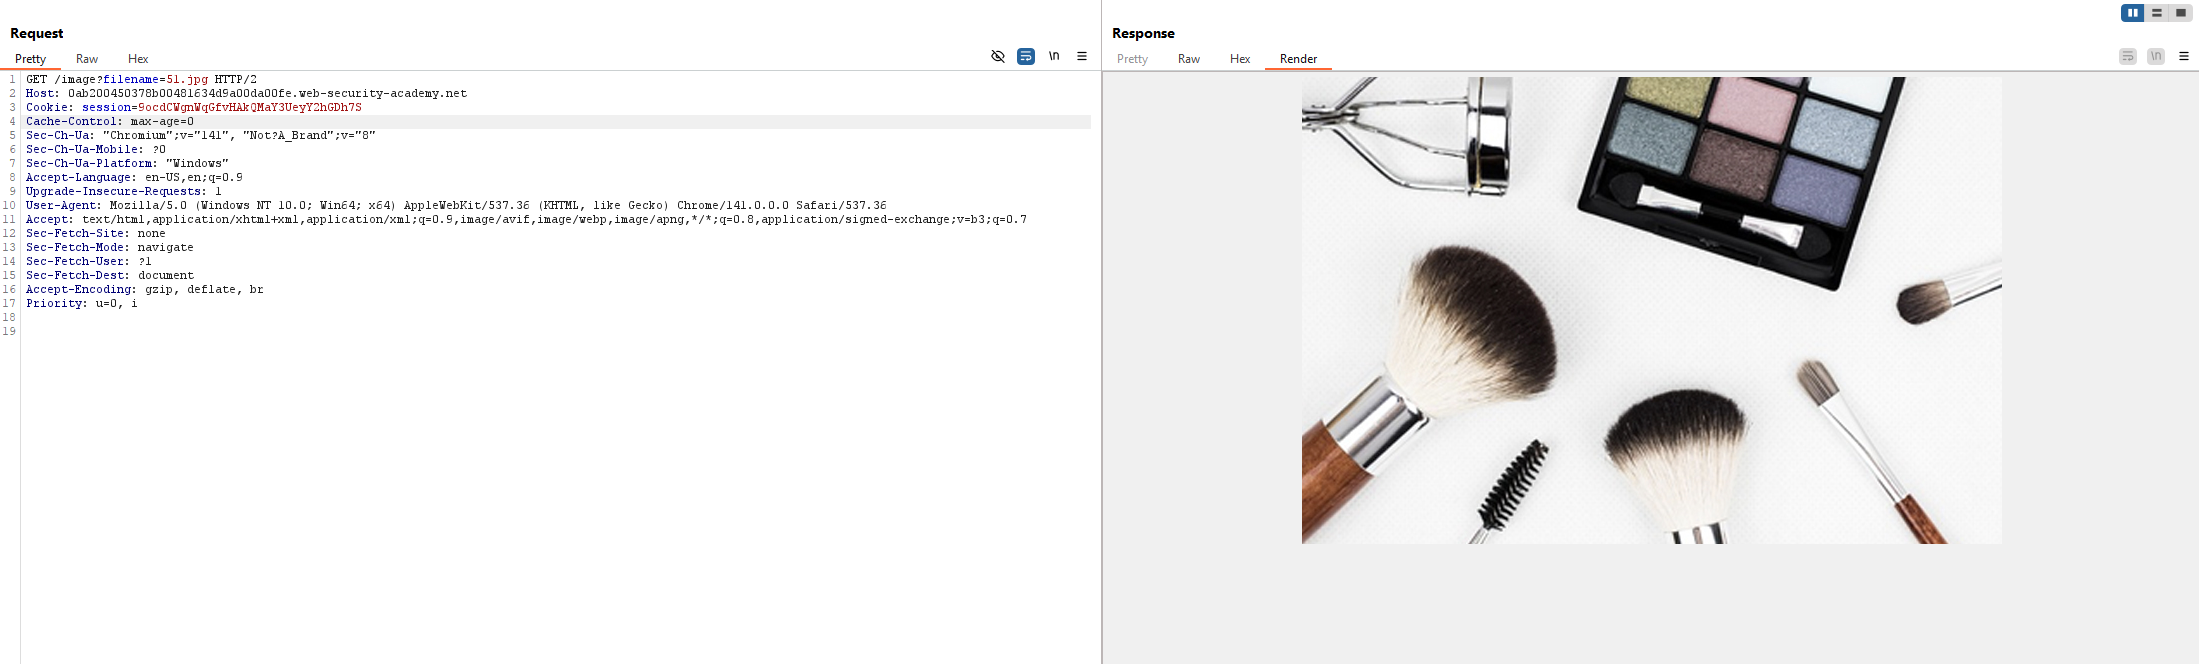 Request
Pretty Raw Hex
\n
1 GET /image?filename=51.jpg HTTP/2
2 Host: 0ab200450378b00481634d9a00da00fe.web-security-academy.net
3 Cookie: session=9ocdCWgnWqGfvHAkQMaY3UeyY2hGDh7S
4 Cache-Control: max-age=0
5 Sec-Ch-Ua: "Chromium";v="141", "Not?A_Brand";v="8"
6 Sec-Ch-Ua-Mobile: ?0
7 Sec-Ch-Ua-Platform: "Windows"
8 Accept-Language: en-US,en;q=0.9
9 Upgrade-Insecure-Requests: 1
10 User-Agent: Mozilla/5.0 (Windows NT 10.0; Win64; x64) AppleWebKit/537.36 (KHTML, like Gecko) Chrome/141.0.0.0 Safari/537.36
11 Accept: text/html,application/xhtml+xml,application/xml;q=0.9,image/avif,image/webp,image/apng,*/*;q=0.8,application/signed-exchange;v=b3;q=0.7
12 Sec-Fetch-Site: none
13 Sec-Fetch-Mode: navigate
14 Sec-Fetch-User: ?1
15 Sec-Fetch-Dest: document
16 Accept-Encoding: gzip, deflate, br
17 Priority: u=0, i
18
19
Response
Pretty Raw Hex Render
\n